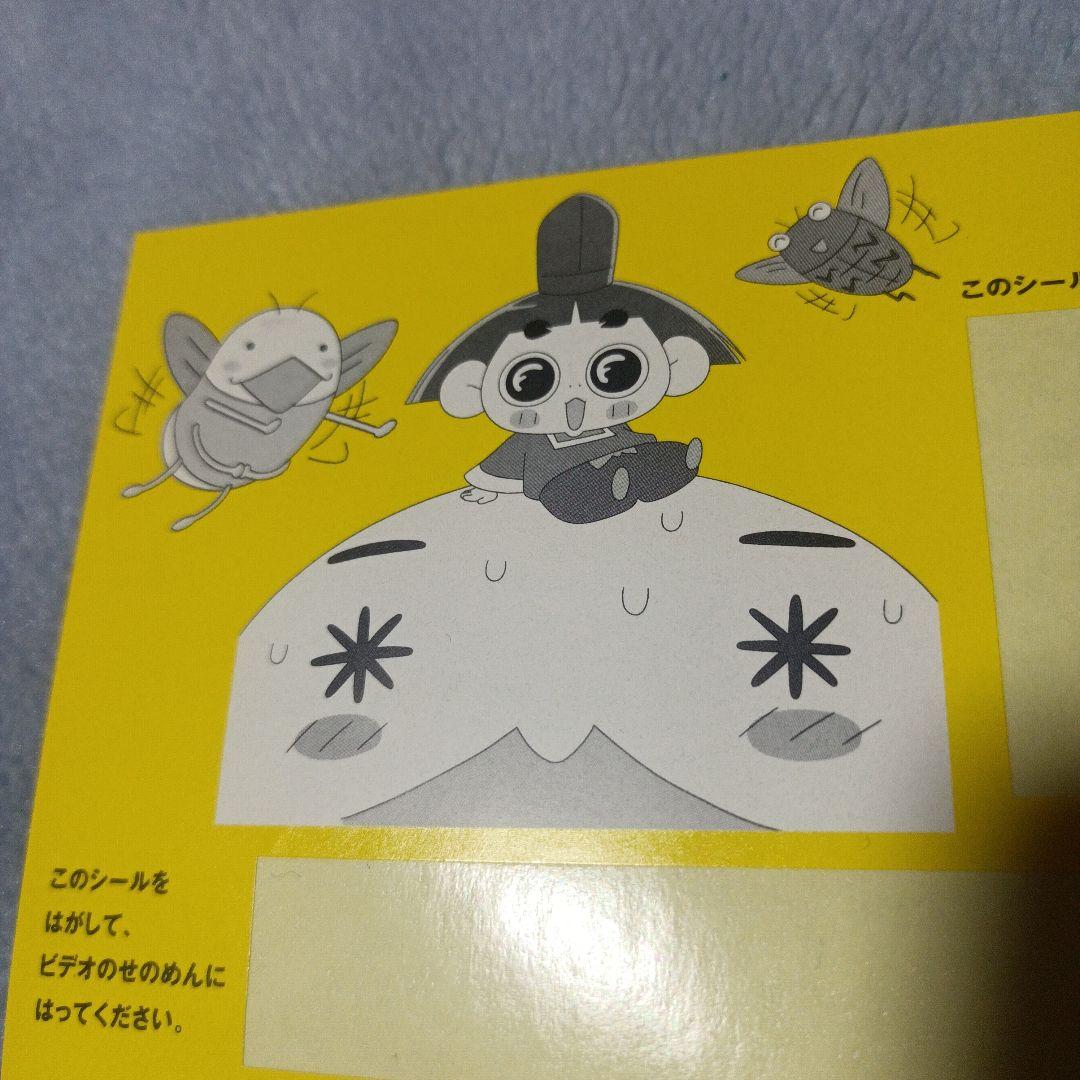 このシール
このシールを
はがして、
ビデオのせのめんに
はってください。